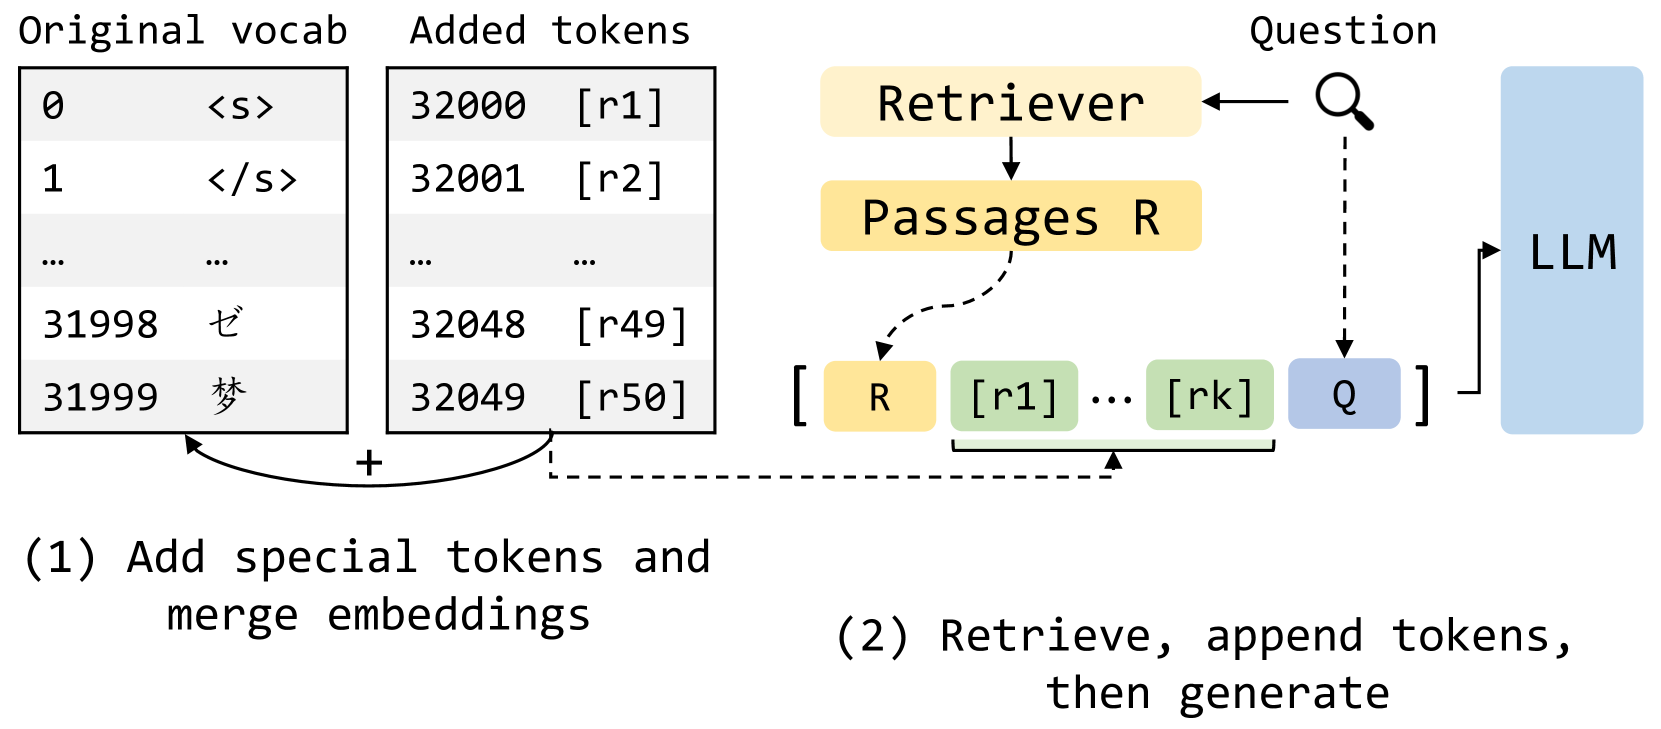 Original vocab
0 <s>
1 </s>
… …
31998 ゼ
31999 梦
Added tokens
32000 [r1]
32001 [r2]
… …
32048 [r49]
32049 [r50]
+
(1) Add special tokens and
merge embeddings
Question
Retriever
Passages R
[ R [r1] … [rk] Q ]
LLM
(2) Retrieve, append tokens,
then generate